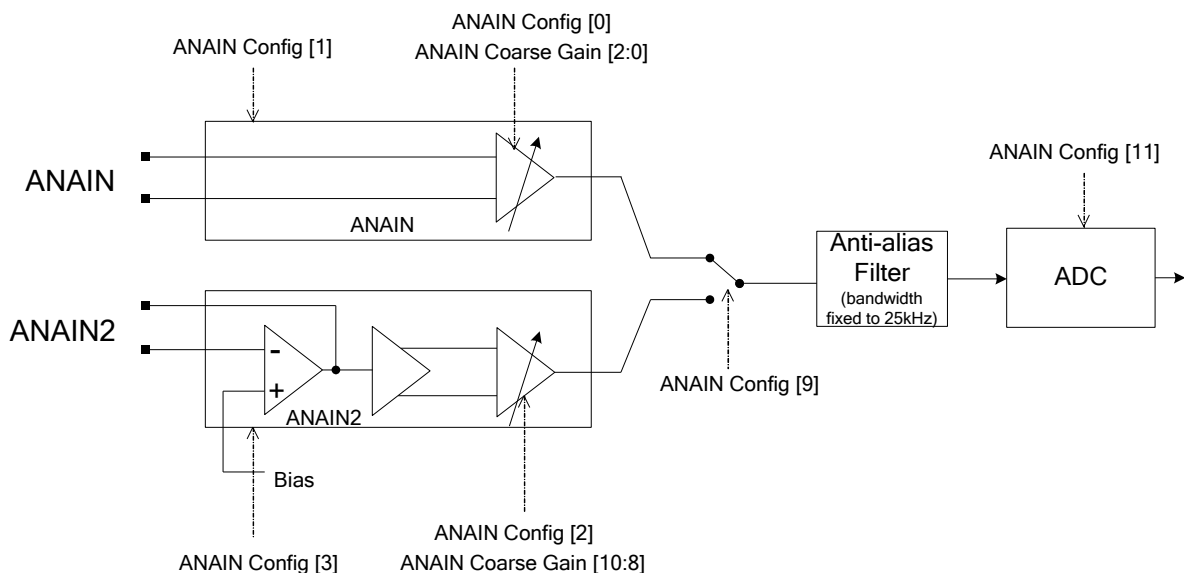 ANAIN Config [0]
ANAIN Coarse Gain [2:0]
ANAIN Config [1]
ANAIN Config [11]
ANAIN
ANAIN
Anti-alias
Filter
(bandwidth
fixed to 25kHz)
ADC
ANAIN2
-
+
ANAIN2
ANAIN Config [9]
Bias
ANAIN Config [3]
ANAIN Config [2]
ANAIN Coarse Gain [10:8]